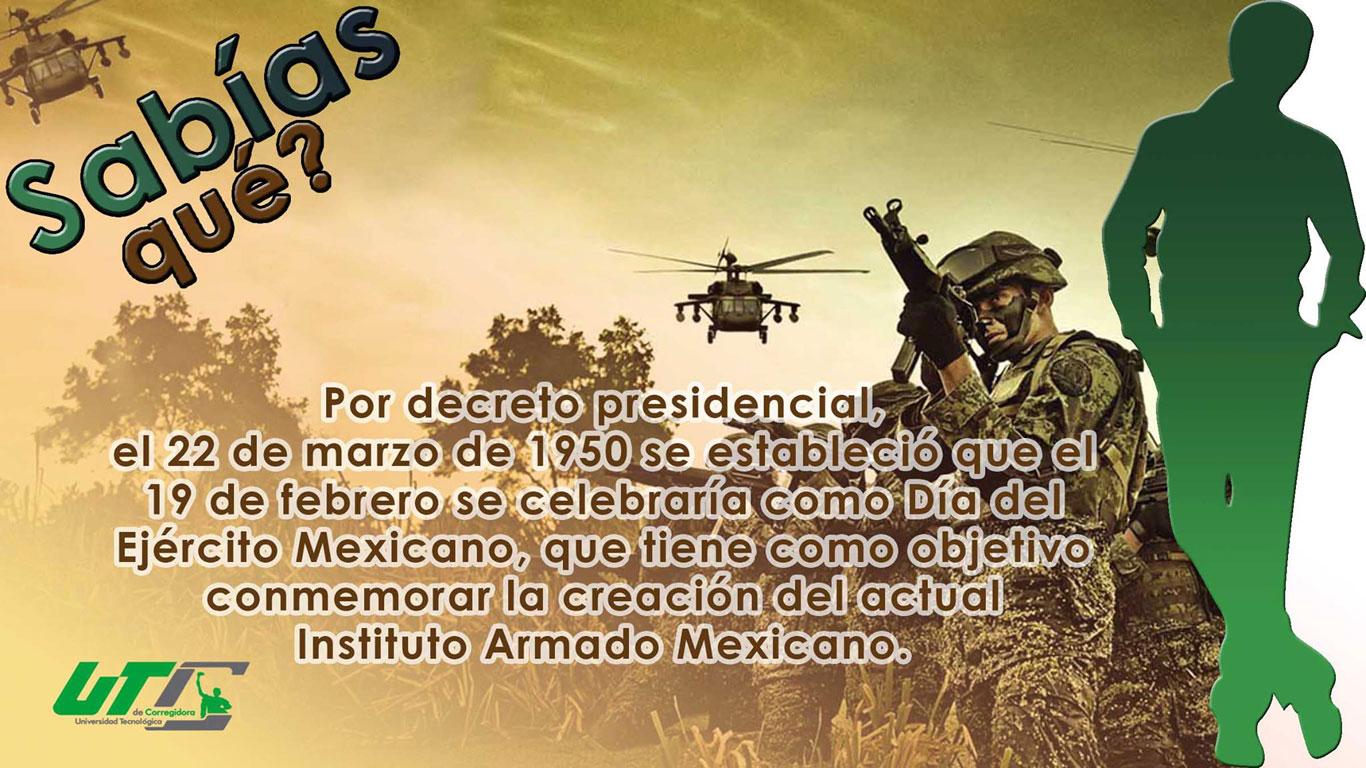 Sabías
qué?
Por decreto presidencial,
el 22 de marzo de 1950 se estableció que el
19 de febrero se celebraría como Día del
Ejército Mexicano, que tiene como objetivo
conmemorar la creación del actual
Instituto Armado Mexicano.
UTC
de Corregidora
Universidad Tecnológica